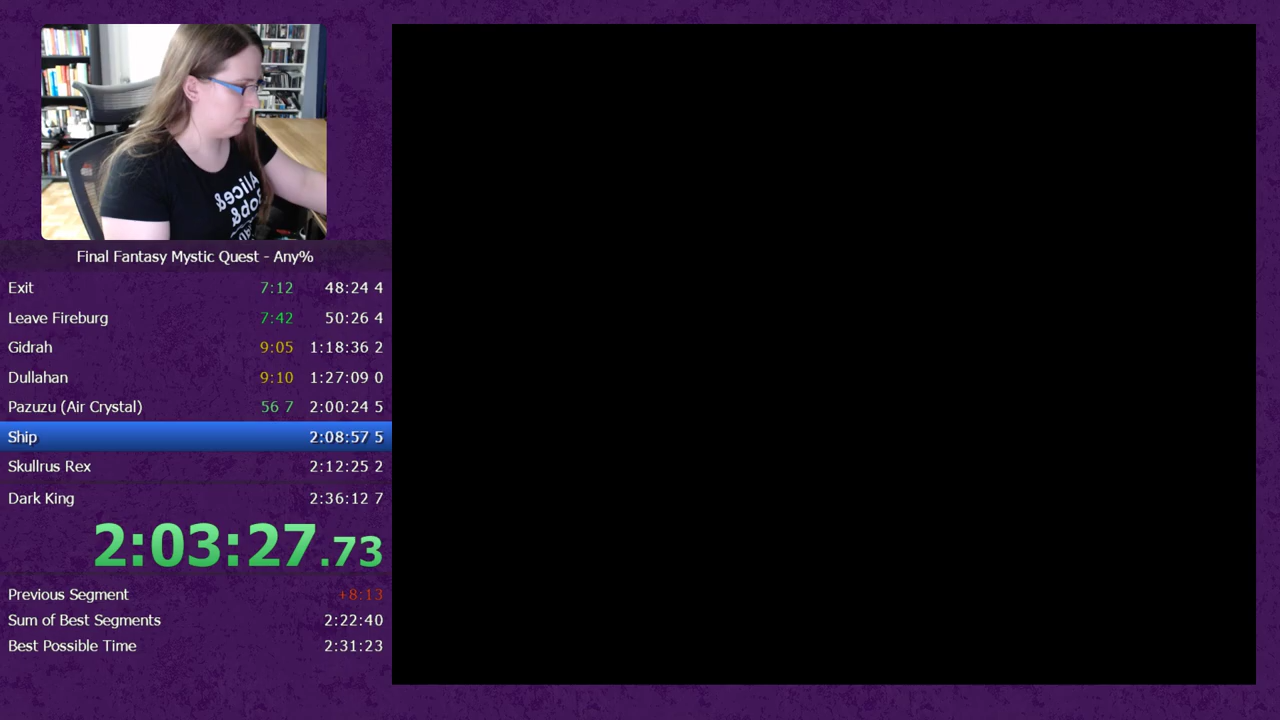 Alice&
Final Fantasy Mystic Quest - Any%
Exit 7:12 48:24 4
Leave Fireburg 7:42 50:26 4
Gidrah 9:05 1:18:36 2
Dullahan 9:10 1:27:09 0
Pazuzu (Air Crystal) 56 7 2:00:24 5
Ship 2:08:57 5
Skullrus Rex 2:12:25 2
Dark King 2:36:12 7
2:03:27.73
Previous Segment +8:13
Sum of Best Segments 2:22:40
Best Possible Time 2:31:23